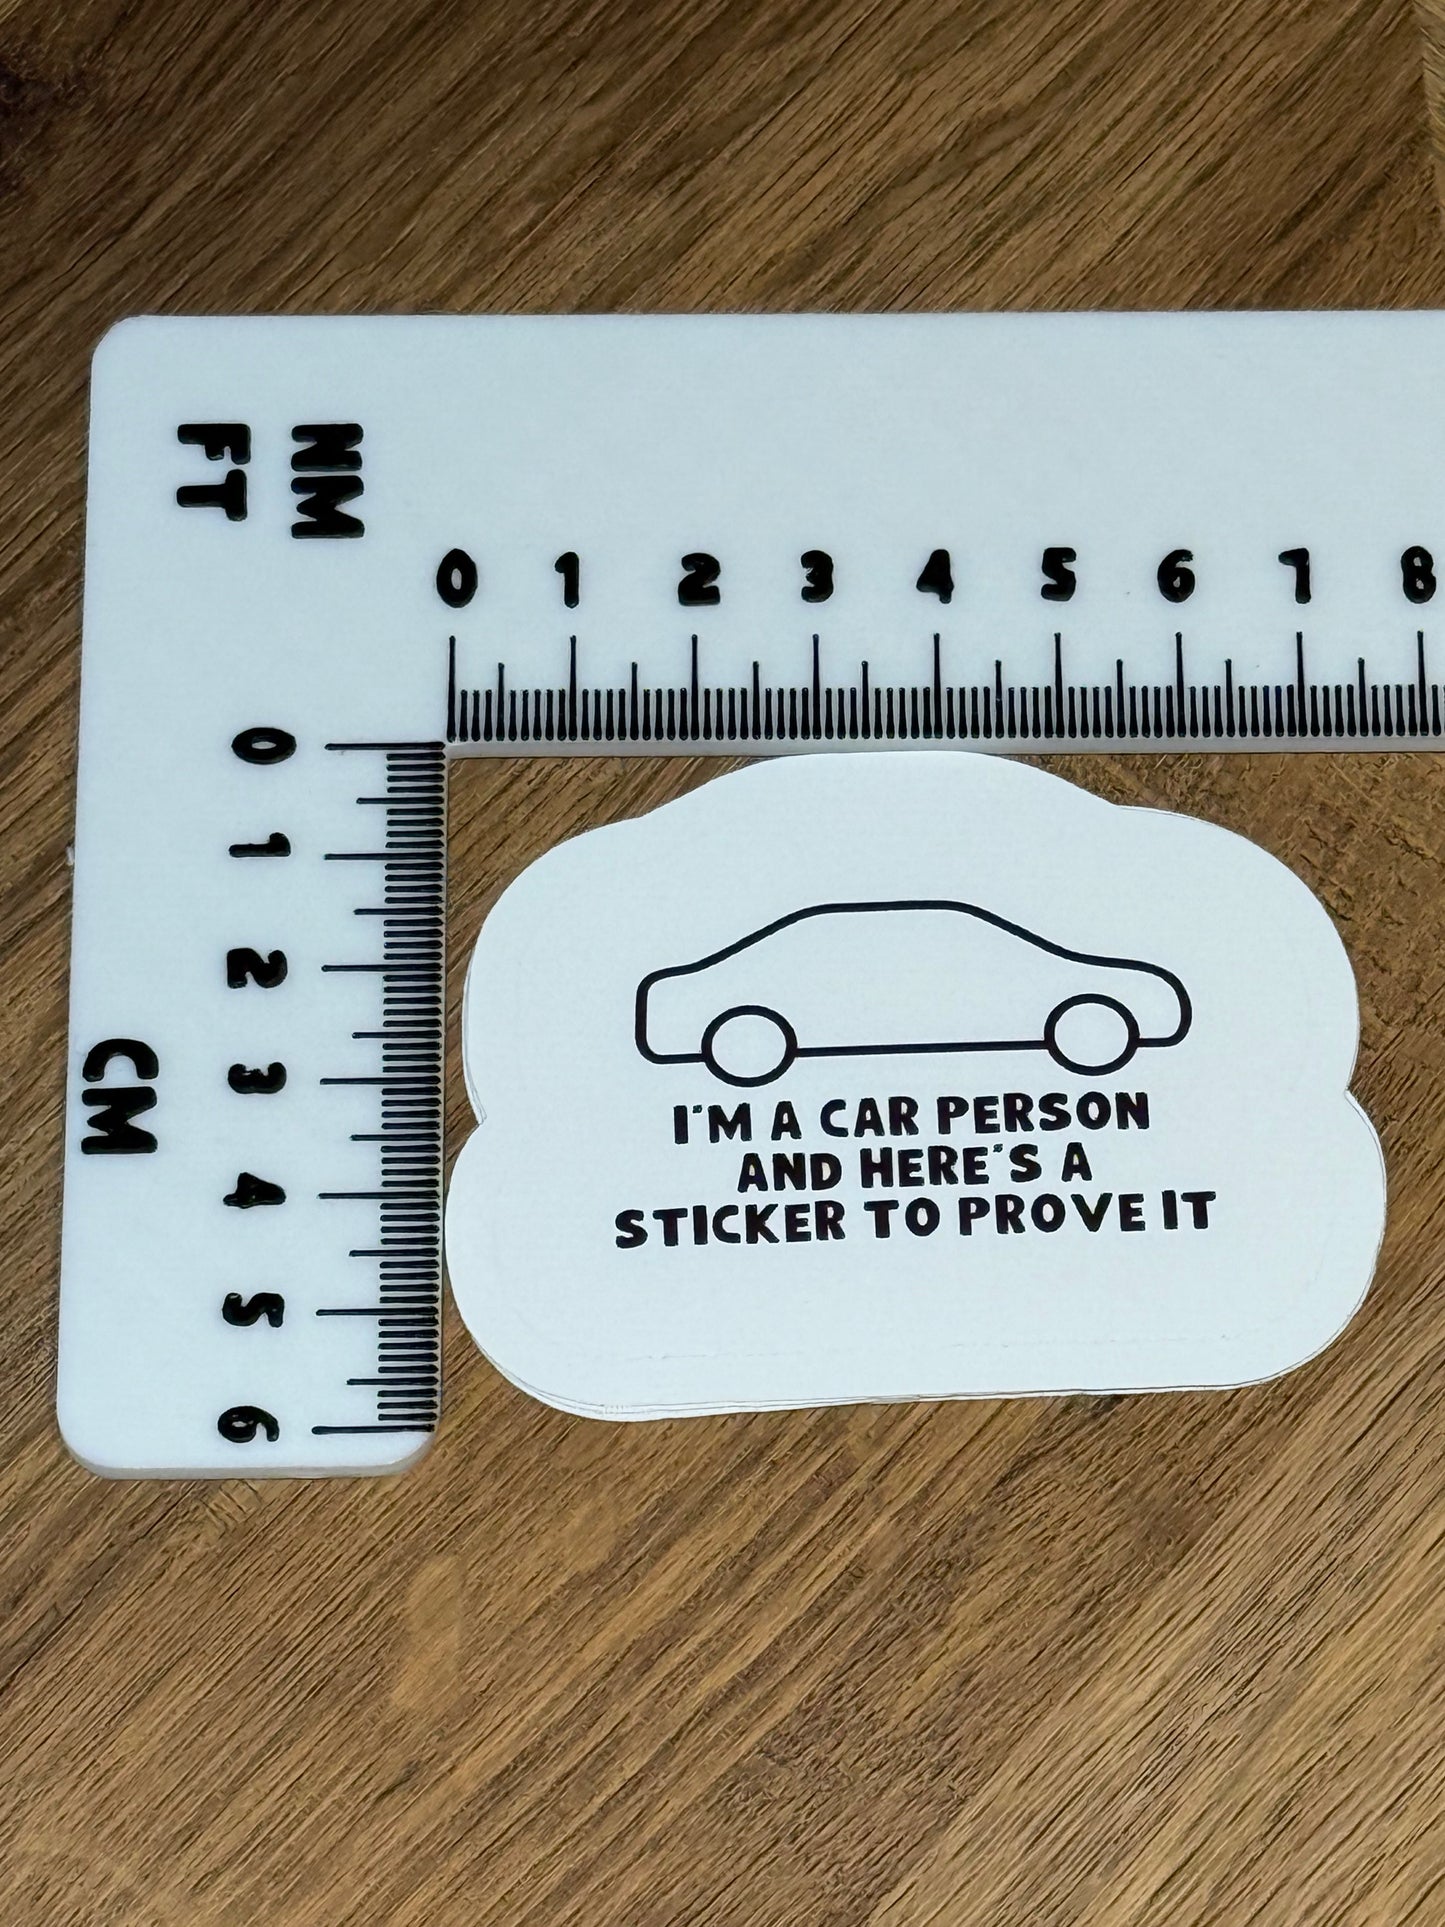 NM
FT
0 1 2 3 4 5 6 7 8
0
1
2
3
4
5
6
CM
I'M A CAR PERSON
AND HERE'S A
STICKER TO PROVE IT